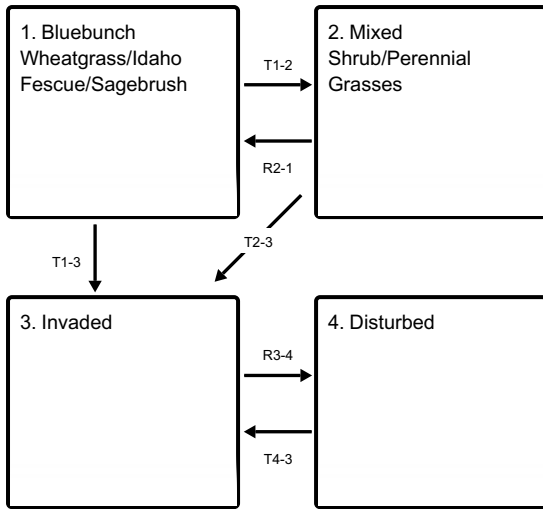 1. Bluebunch
Wheatgrass/Idaho
Fescue/Sagebrush
T1-2
2. Mixed
Shrub/Perennial
Grasses
R2-1
T1-3
T2-3
3. Invaded
R3-4
4. Disturbed
T4-3